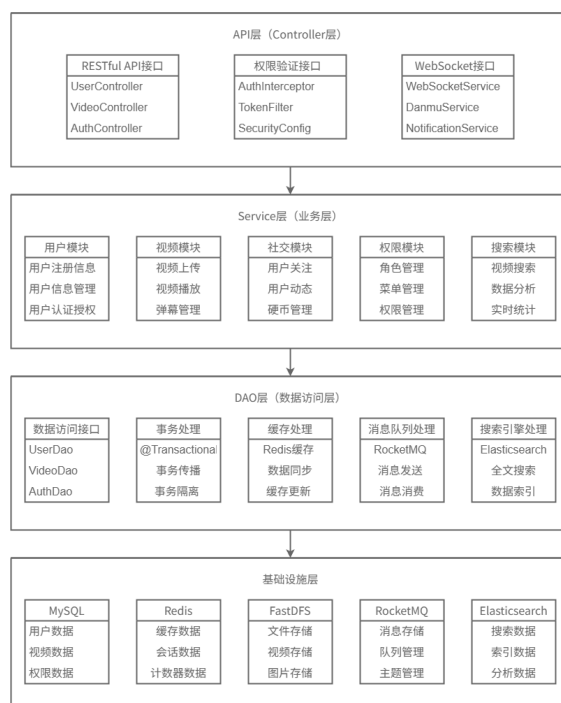 API层（Controller层）
RESTful API接口
UserController
VideoController
AuthController
权限验证接口
AuthInterceptor
TokenFilter
SecurityConfig
WebSocket接口
WebSocketService
DanmuService
NotificationService
Service层（业务层）
用户模块
用户注册信息
用户信息管理
用户认证授权
视频模块
视频上传
视频播放
弹幕管理
社交模块
用户关注
用户动态
硬币管理
权限模块
角色管理
菜单管理
权限管理
搜索模块
视频搜索
数据分析
实时统计
DAO层（数据访问层）
数据访问接口
UserDao
VideoDao
AuthDao
事务处理
@Transactional
事务传播
事务隔离
缓存处理
Redis缓存
数据同步
缓存更新
消息队列处理
RocketMQ
消息发送
消息消费
搜索引擎处理
Elasticsearch
全文搜索
数据索引
基础设施层
MySQL
用户数据
视频数据
权限数据
Redis
缓存数据
会话数据
计数器数据
FastDFS
文件存储
视频存储
图片存储
RocketMQ
消息存储
队列管理
主题管理
Elasticsearch
搜索数据
索引数据
分析数据